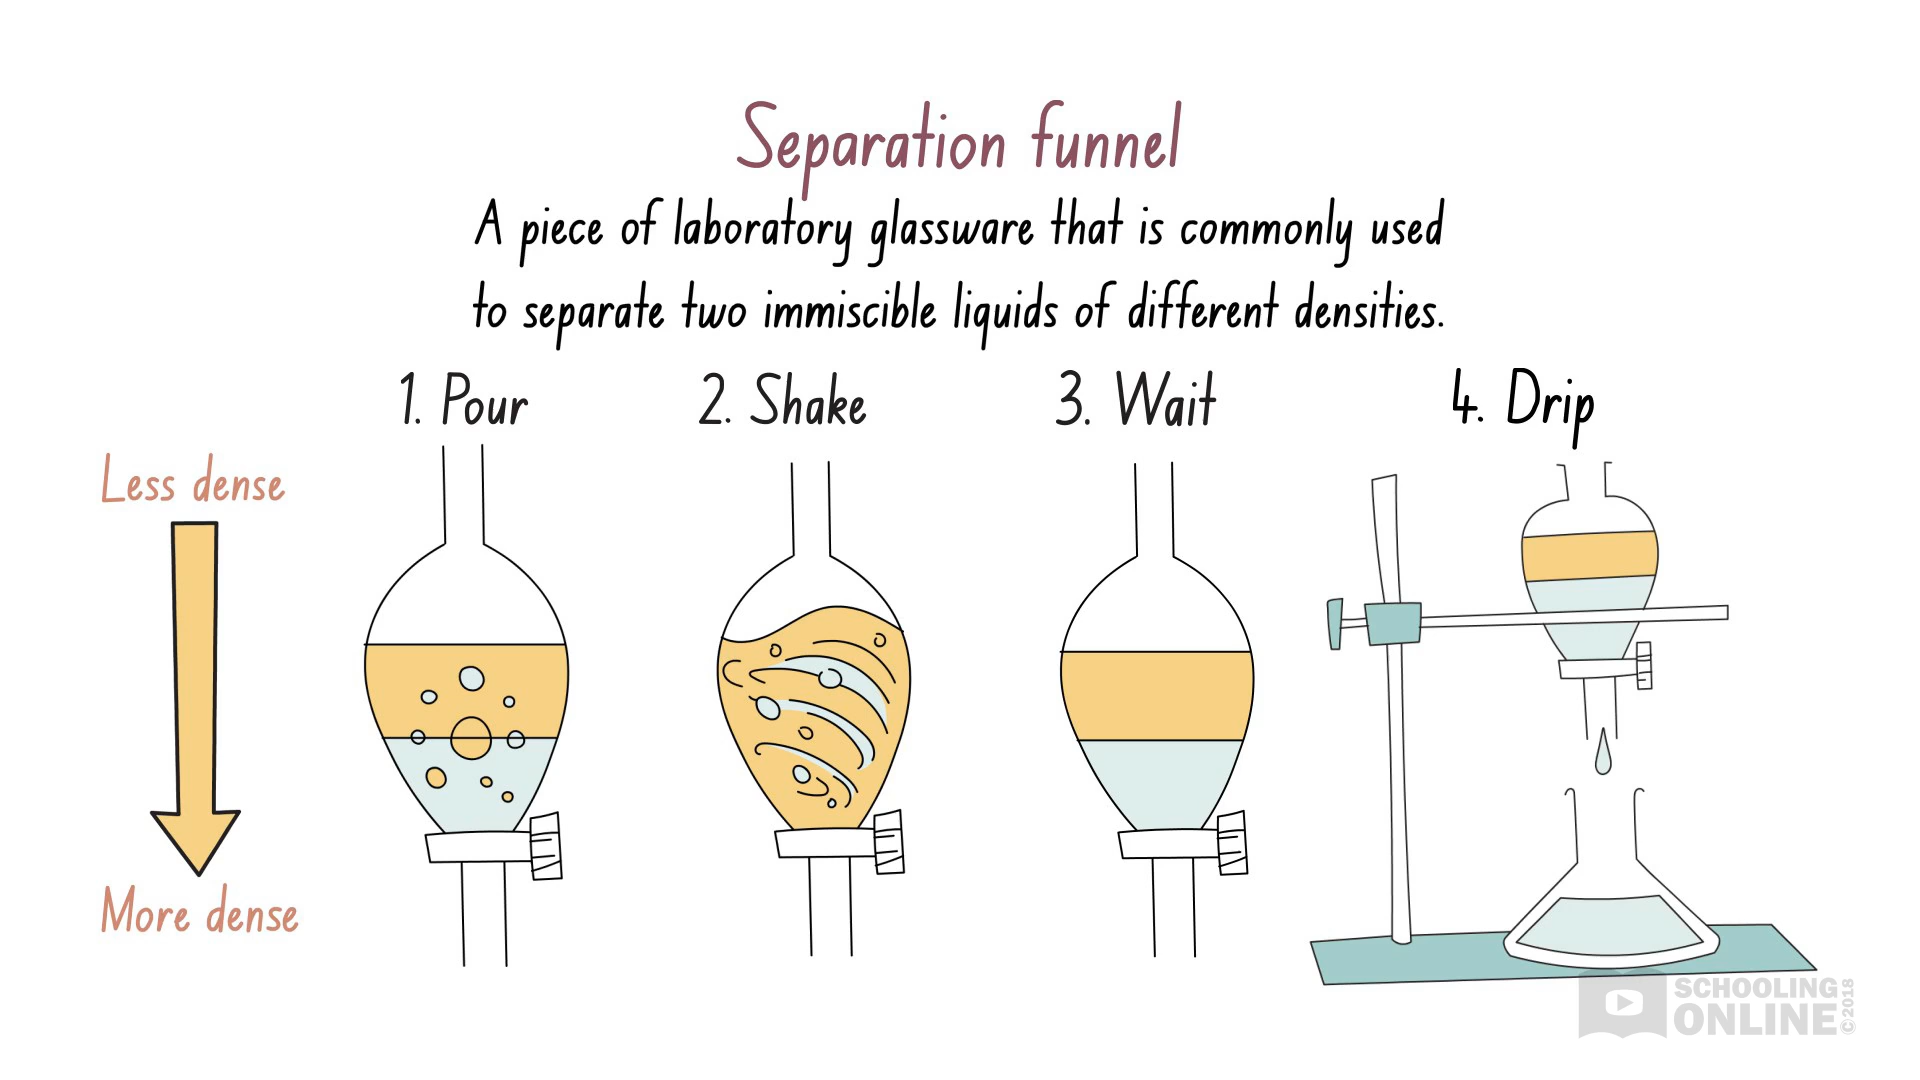 Separation funnel
A piece of laboratory glassware that is commonly used
to separate two immiscible liquids of different densities.
1. Pour
2. Shake
3. Wait
4. Drip
Less dense
More dense
SCHOOLING
ONLINE
©2018